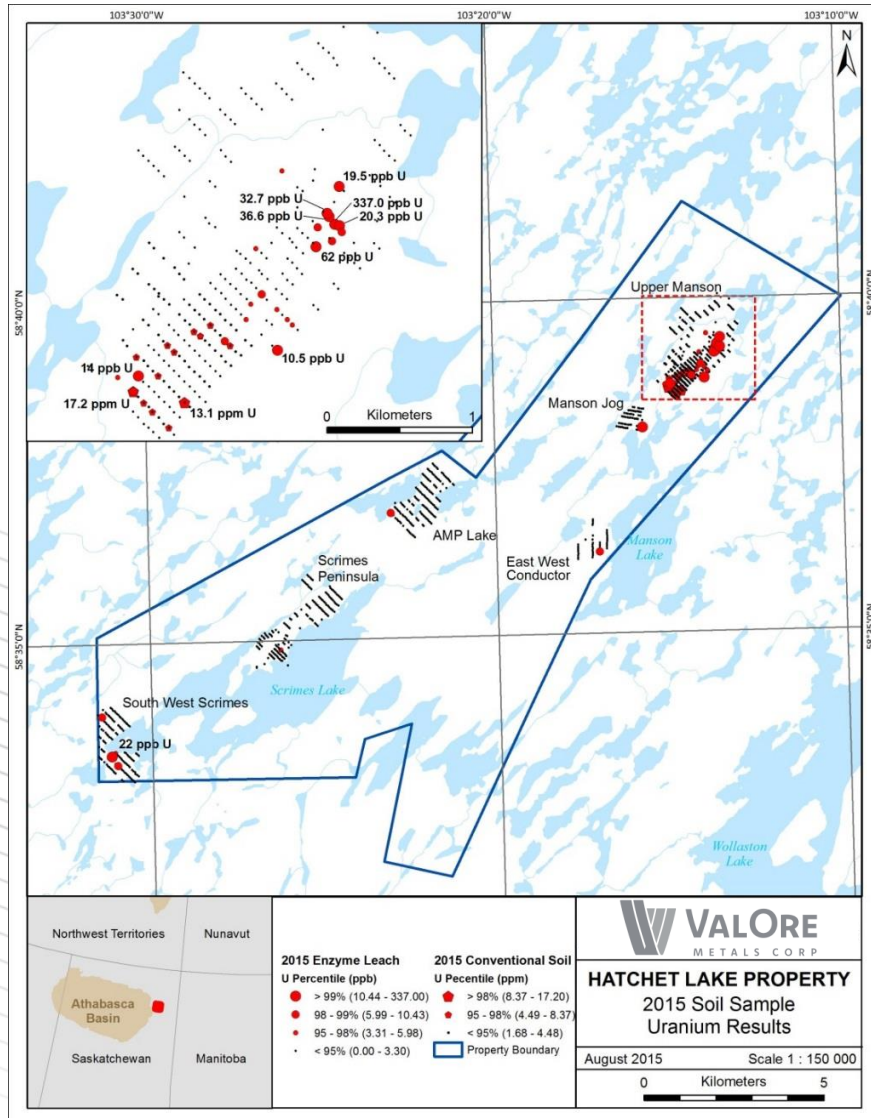 103°30'0"W
103°20'0"W
103°10'0"W
N
19.5 ppb U
32.7 ppb U
337.0 ppb U
36.6 ppb U
20.3 ppb U
62 ppb U
10.5 ppb U
14 ppb U
17.2 ppm U
13.1 ppm U
Kilometers
0 1
58°40'0"N
58°40'0"N
Upper Manson
Manson Jog
AMP Lake
East West
Conductor
Manson
Lake
Scrimes
Peninsula
58°35'0"N
58°35'0"N
Scrimes Lake
South West Scrimes
22 ppb U
Wollaston
Lake
Northwest Territories
Nunavut
Athabasca
Basin
Saskatchewan
Manitoba
2015 Enzyme Leach
U Percentile (ppb)
> 99% (10.44 - 337.00)
98 - 99% (5.99 - 10.43)
95 - 98% (3.31 - 5.98)
< 95% (0.00 - 3.30)
2015 Conventional Soil
U Pecentile (ppm)
> 98% (8.37 - 17.20)
95 - 98% (4.49 - 8.37)
< 95% (1.68 - 4.48)
Property Boundary
VALORE
METALS CORP
HATCHET LAKE PROPERTY
2015 Soil Sample
Uranium Results
August 2015
Scale 1 : 150 000
Kilometers
0 5